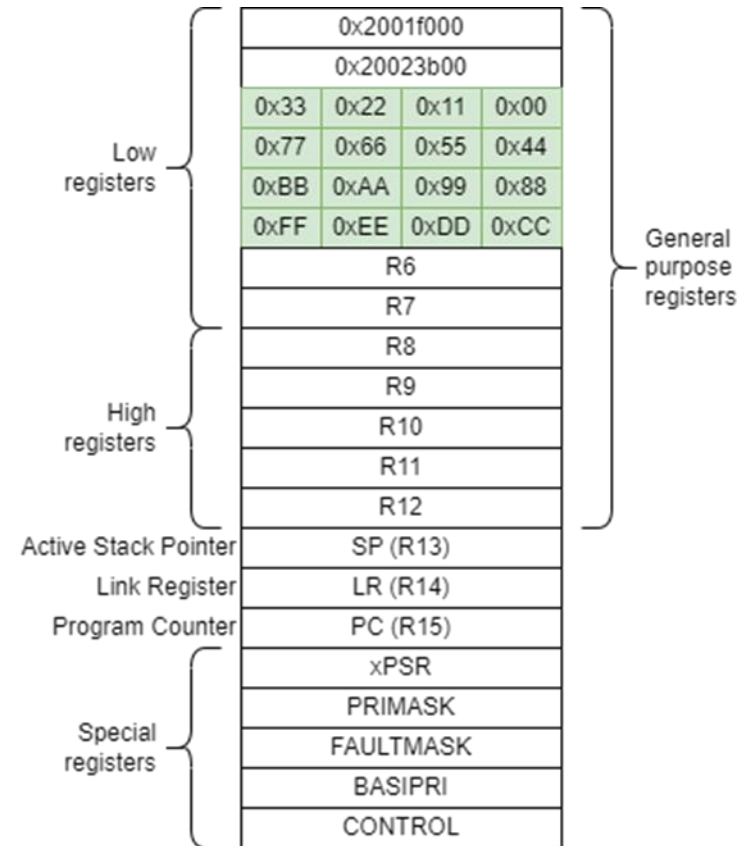 0x2001f000
0x20023b00
0x33 0x22 0x11 0x00
0x77 0x66 0x55 0x44
0xBB 0xAA 0x99 0x88
0xFF 0xEE 0xDD 0xCC
R6
R7
R8
R9
R10
R11
R12
SP (R13)
LR (R14)
PC (R15)
xPSR
PRIMASK
FAULTMASK
BASIPRI
CONTROL
Low
registers
High
registers
Active Stack Pointer
Link Register
Program Counter
Special
registers
General
purpose
registers